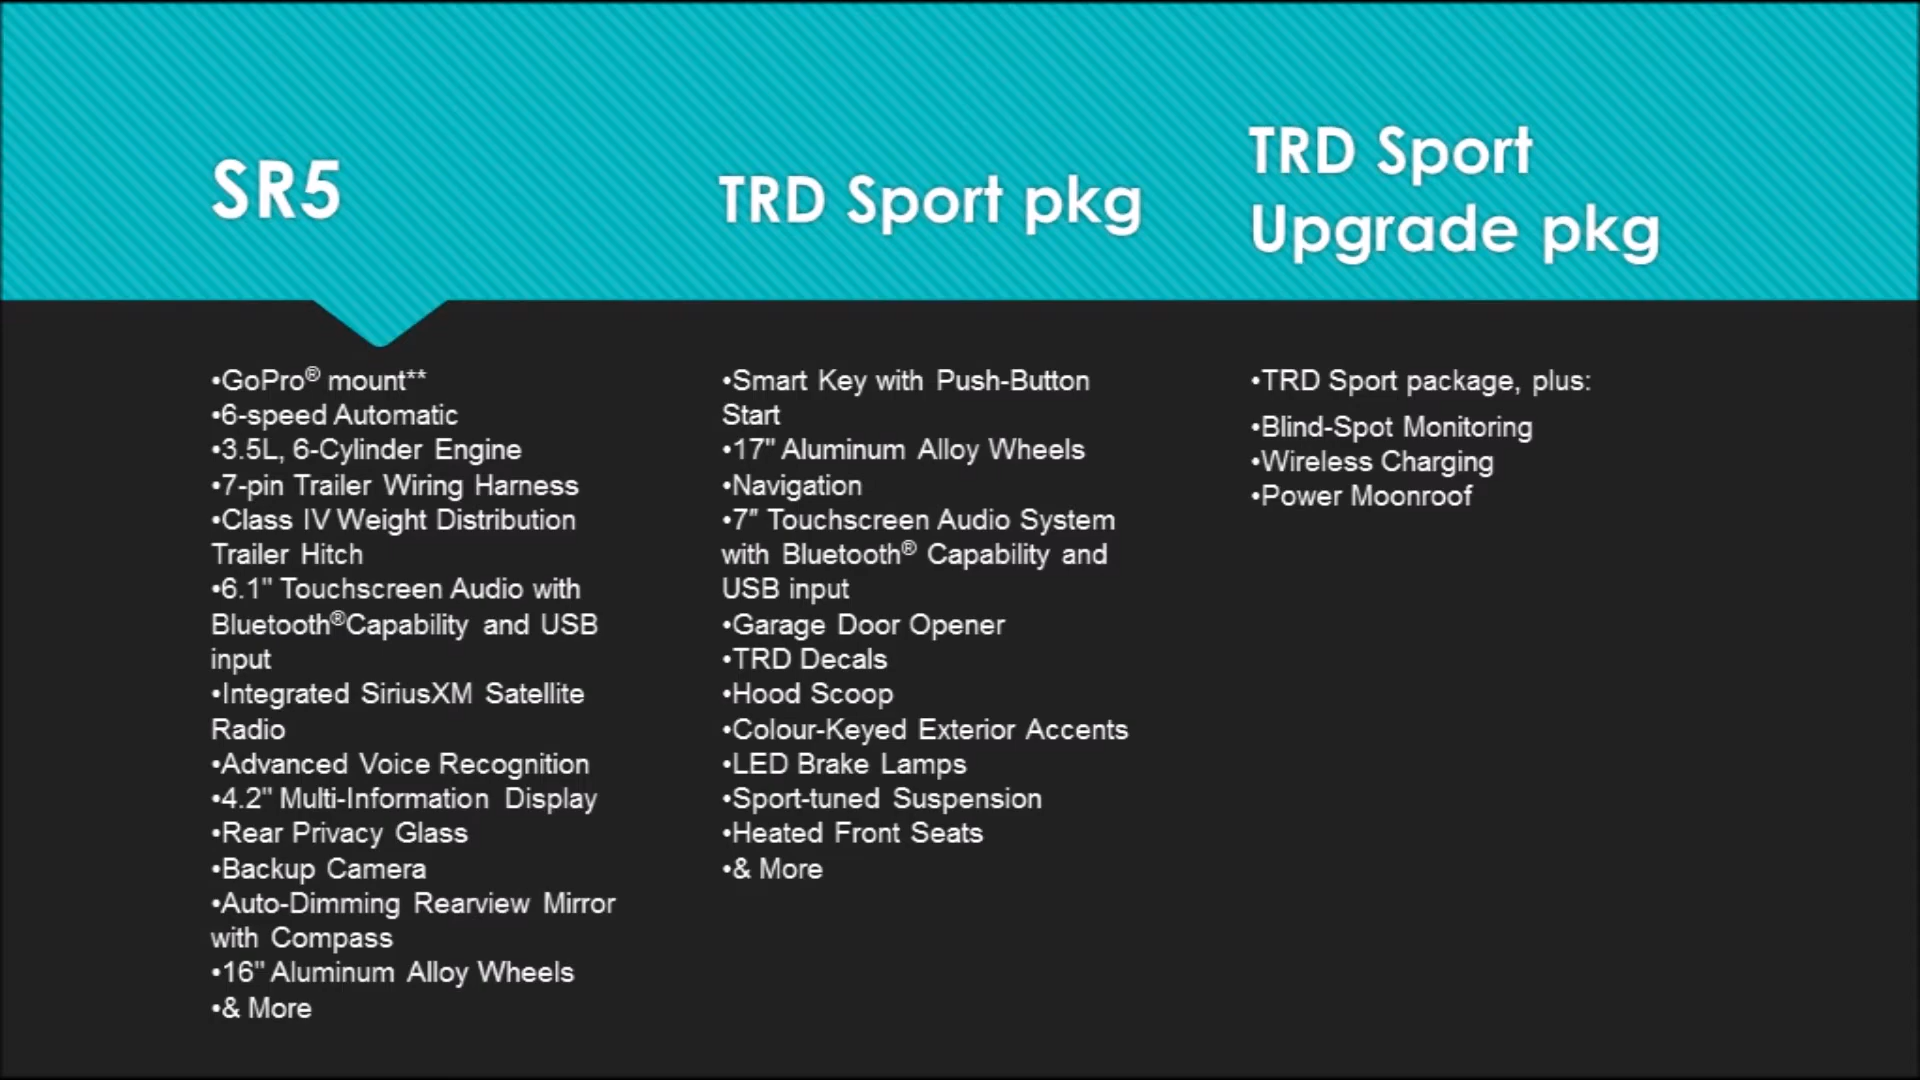 SR5
TRD Sport pkg
TRD Sport
Upgrade pkg
•GoPro® mount**
•6-speed Automatic
•3.5L, 6-Cylinder Engine
•7-pin Trailer Wiring Harness
•Class IV Weight Distribution
Trailer Hitch
•6.1" Touchscreen Audio with
Bluetooth®Capability and USB
input
•Integrated SiriusXM Satellite
Radio
•Advanced Voice Recognition
•4.2" Multi-Information Display
•Rear Privacy Glass
•Backup Camera
•Auto-Dimming Rearview Mirror
with Compass
•16" Aluminum Alloy Wheels
•& More
•Smart Key with Push-Button
Start
•17" Aluminum Alloy Wheels
•Navigation
•7" Touchscreen Audio System
with Bluetooth® Capability and
USB input
•Garage Door Opener
•TRD Decals
•Hood Scoop
•Colour-Keyed Exterior Accents
•LED Brake Lamps
•Sport-tuned Suspension
•Heated Front Seats
•& More
•TRD Sport package, plus:
•Blind-Spot Monitoring
•Wireless Charging
•Power Moonroof